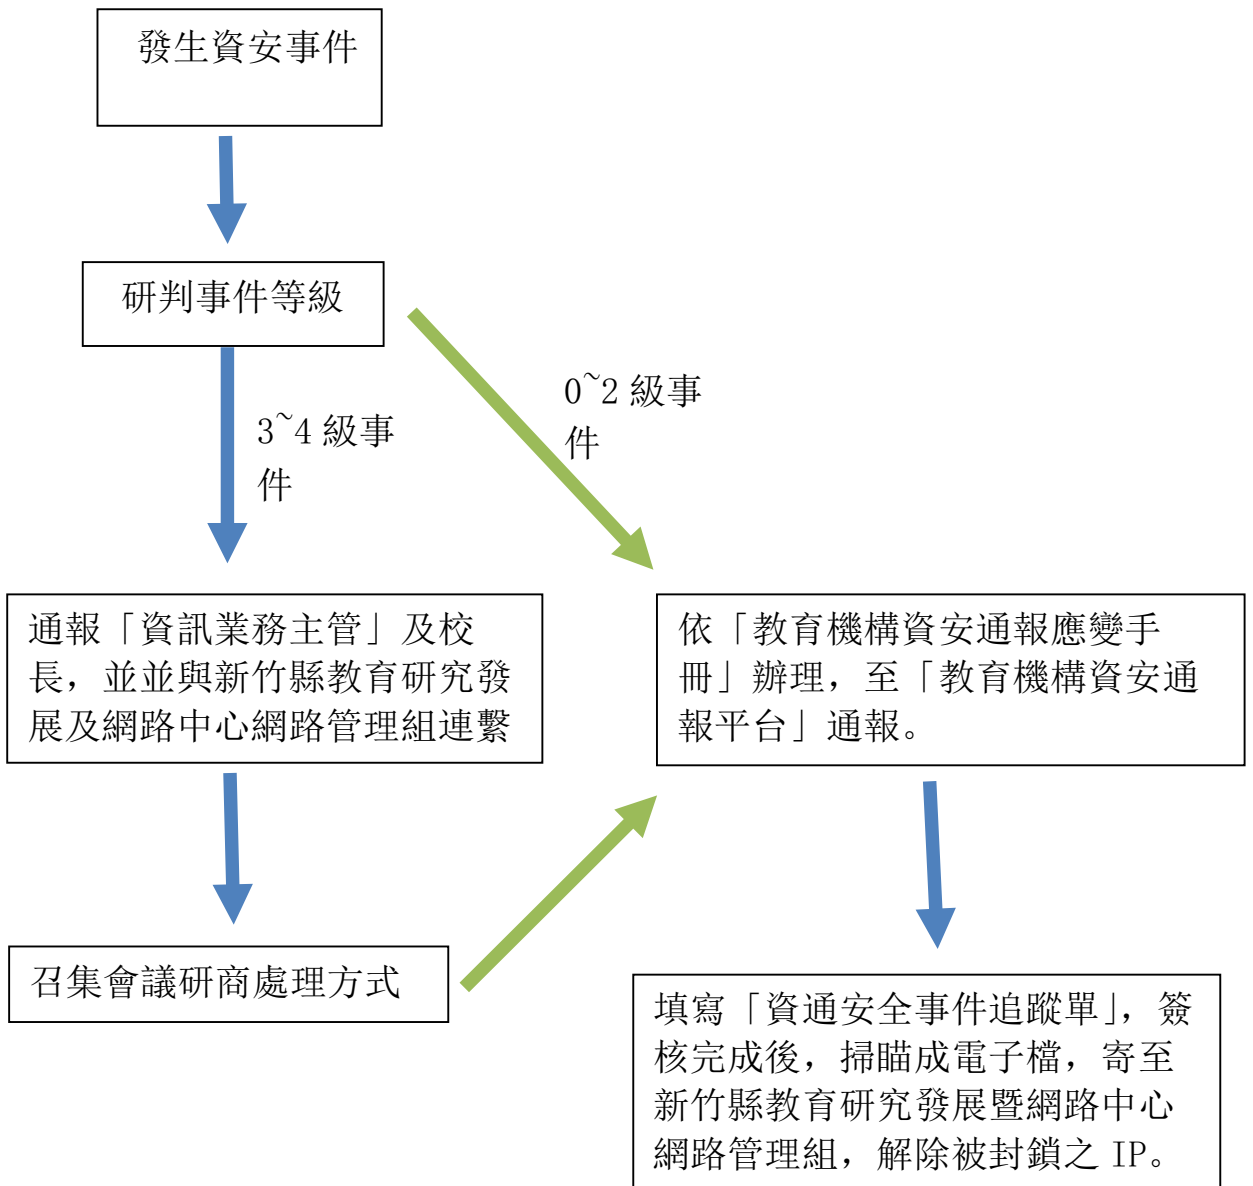 發生資安事件
研判事件等級
0~2 級事
件
3~4 級事
件
通報「資訊業務主管」及校
長，並並與新竹縣教育研究發
展及網路中心網路管理組連繫
依「教育機構資安通報應變手
冊」辦理，至「教育機構資安通
報平台」通報。
召集會議研商處理方式
填寫「資通安全事件追蹤單」，簽
核完成後，掃瞄成電子檔，寄至
新竹縣教育研究發展暨網路中心
網路管理組，解除被封鎖之 IP。